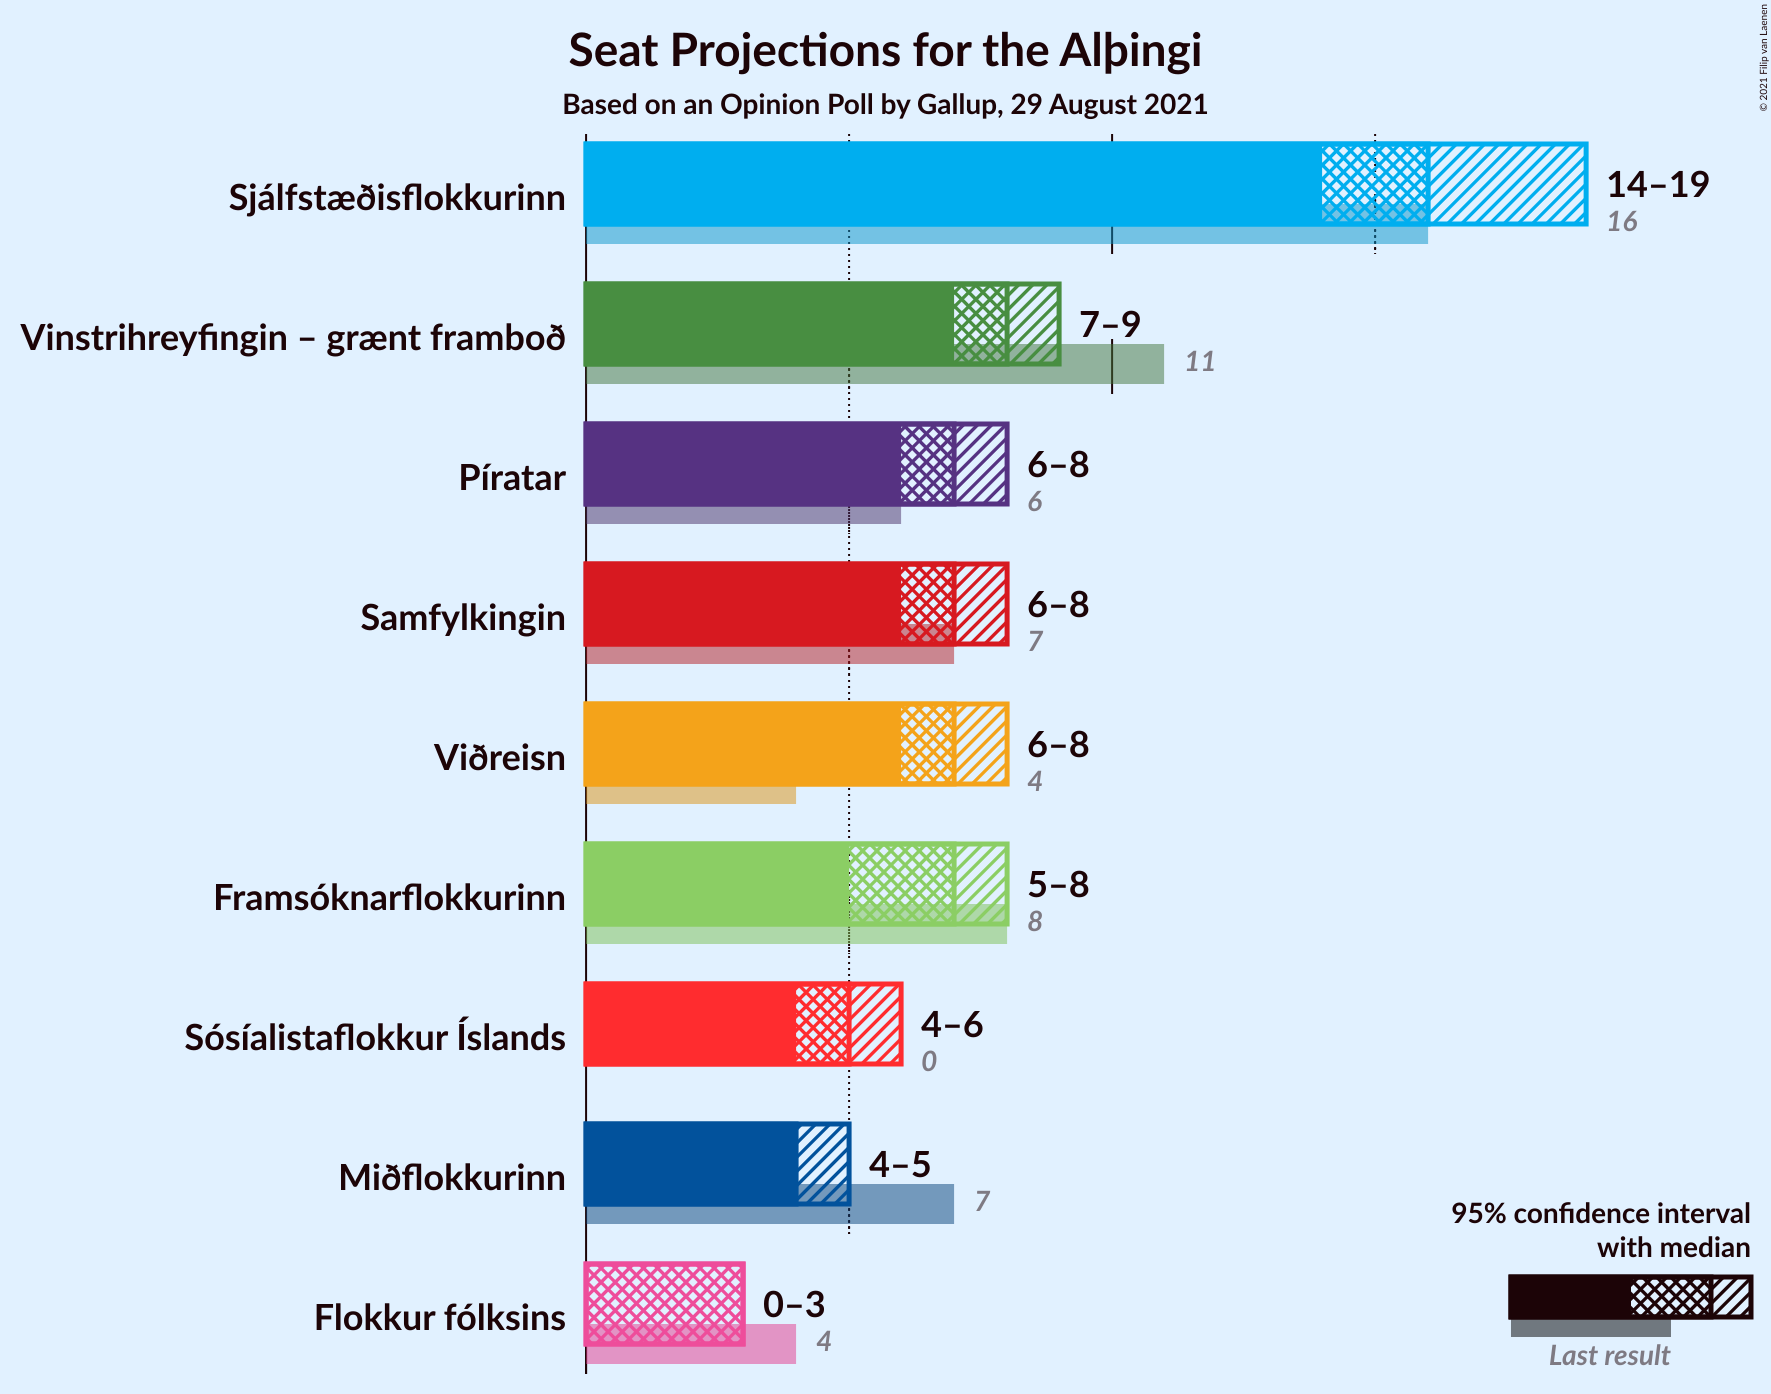 Seat Projections for the Alþingi
Based on an Opinion Poll by Gallup, 29 August 2021
© 2021 Filip van Laenen
Sjálfstæðisflokkurinn
14–19
16
Vinstrihreyfingin – grænt framboð
7–9
11
Píratar
6–8
6
Samfylkingin
6–8
7
Viðreisn
6–8
4
Framsóknarflokkurinn
5–8
8
Sósíalistaflokkur Íslands
4–6
0
Miðflokkurinn
4–5
7
Flokkur fólksins
0–3
4
95% confidence interval
with median
Last result